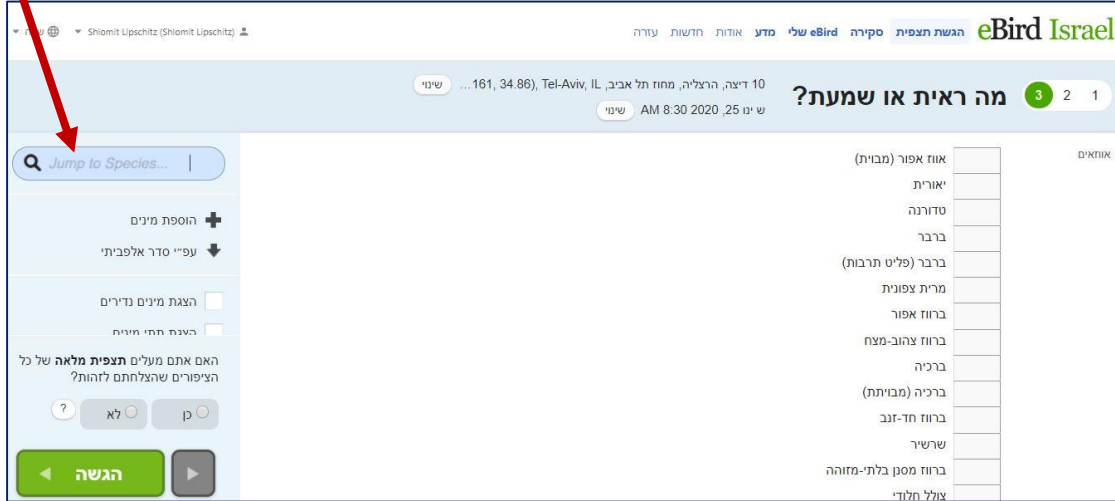 eBird Israel הגשת תצפית סקירה eBird שלי מדע אודות חדשות עזרה
Shlomit Lipschitz (Shlomit Lipschitz)
1 2 3 מה ראית או שמעת?
10 דיצה, הרצליה, מחוז תל אביב, Tel-Aviv, IL ,(34.86 ,161... שינוי
ש ינו 25, 2020 8:30 AM שינוי
אווזאים
אווז אפור (מבוית)
יאורית
טדורנה
ברבר
ברבר (פליט תרבות)
מרית צפונית
ברווז אפור
ברווז צהוב-מצח
ברכיה
ברכיה (מבויתת)
ברווז חד-זנב
שרשיר
ברווז מסנן בלתי-מזוהה
צולל חלודי
Jump to Species...
הוספת מינים
עפ״י סדר אלפביתי
הצגת מינים נדירים
הצגת תתי מינים
האם אתם מעלים תצפית מלאה של כל
הציפורים שהצלחתם לזהות?
כן לא ?
הגשה